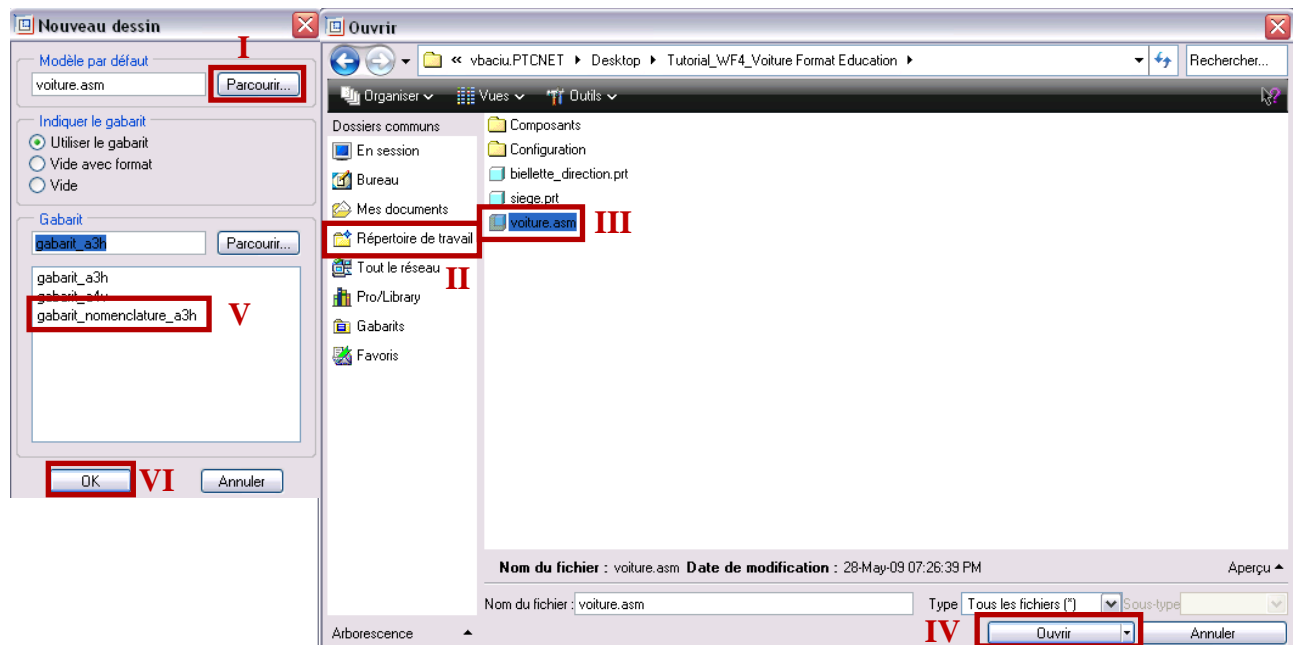 Nouveau dessin
I
Modèle par défaut
voiture.asm
Parcourir...
Indiquer le gabarit
Utiliser le gabarit
Vide avec format
Vide
Gabarit
gabarit_a3h
Parcourir...
gabarit_a3h
gabarit_a4v
gabarit_nomenclature_a3h
V
OK
VI
Annuler
Ouvrir
« vbaciu.PTCNET Desktop Tutorial_WF4_Voiture Format Education
Rechercher...
Organiser Vues Outils
Dossiers communs
En session
Bureau
Mes documents
Répertoire de travail
II
Tout le réseau
Pro/Library
Gabarits
Favoris
Composants
Configuration
biellette_direction.prt
siege.prt
voiture.asm
III
Nom du fichier : voiture.asm Date de modification : 28-May-09 07:26:39 PM
Aperçu
Nom du fichier : voiture.asm
Type Tous les fichiers (*)
Sous-type
Arborescence
IV
Ouvrir
Annuler